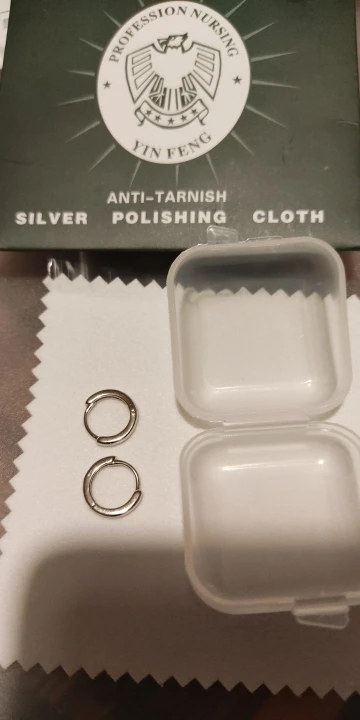 PROFESSION NURSING
YIN FENG
ANTI-TARNISH
SILVER POLISHING CLOTH